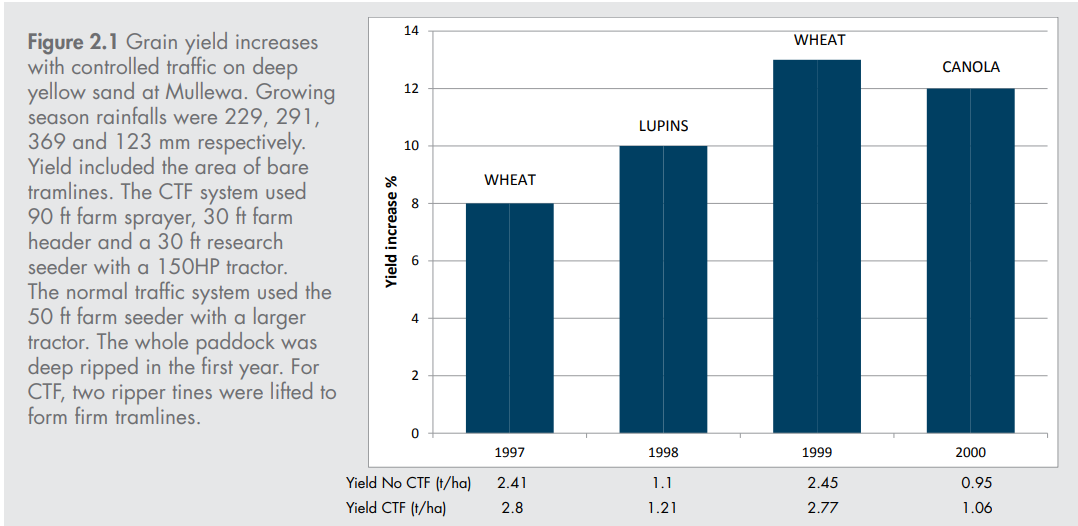 Figure 2.1 Grain yield increases
with controlled traffic on deep
yellow sand at Mullewa. Growing
season rainfalls were 229, 291,
369 and 123 mm respectively.
Yield included the area of bare
tramlines. The CTF system used
90 ft farm sprayer, 30 ft farm
header and a 30 ft research
seeder with a 150HP tractor.
The normal traffic system used the
50 ft farm seeder with a larger
tractor. The whole paddock was
deep ripped in the first year. For
CTF, two ripper tines were lifted to
form firm tramlines.
Yield increase %
14
12
10
8
6
4
2
0
WHEAT
LUPINS
WHEAT
CANOLA
1997 1998 1999 2000
Yield No CTF (t/ha) 2.41 1.1 2.45 0.95
Yield CTF (t/ha) 2.8 1.21 2.77 1.06